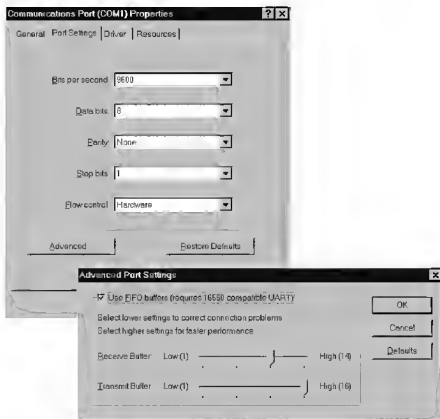 Communications Port (COM1) Properties
General Port Settings Driver Resources
Bits per second 9600
Data bits 8
Parity None
Stop bits 1
Flow control Hardware
Advanced Restore Defaults
Advanced Port Settings
Use FIFO buffers (requires 16550 compatible UART)
Select lower settings to correct connection problems
Select higher settings for faster performance
Receive Buffer Low (1) High (14)
Transmit Buffer Low (1) High (16)
OK
Cancel
Defaults